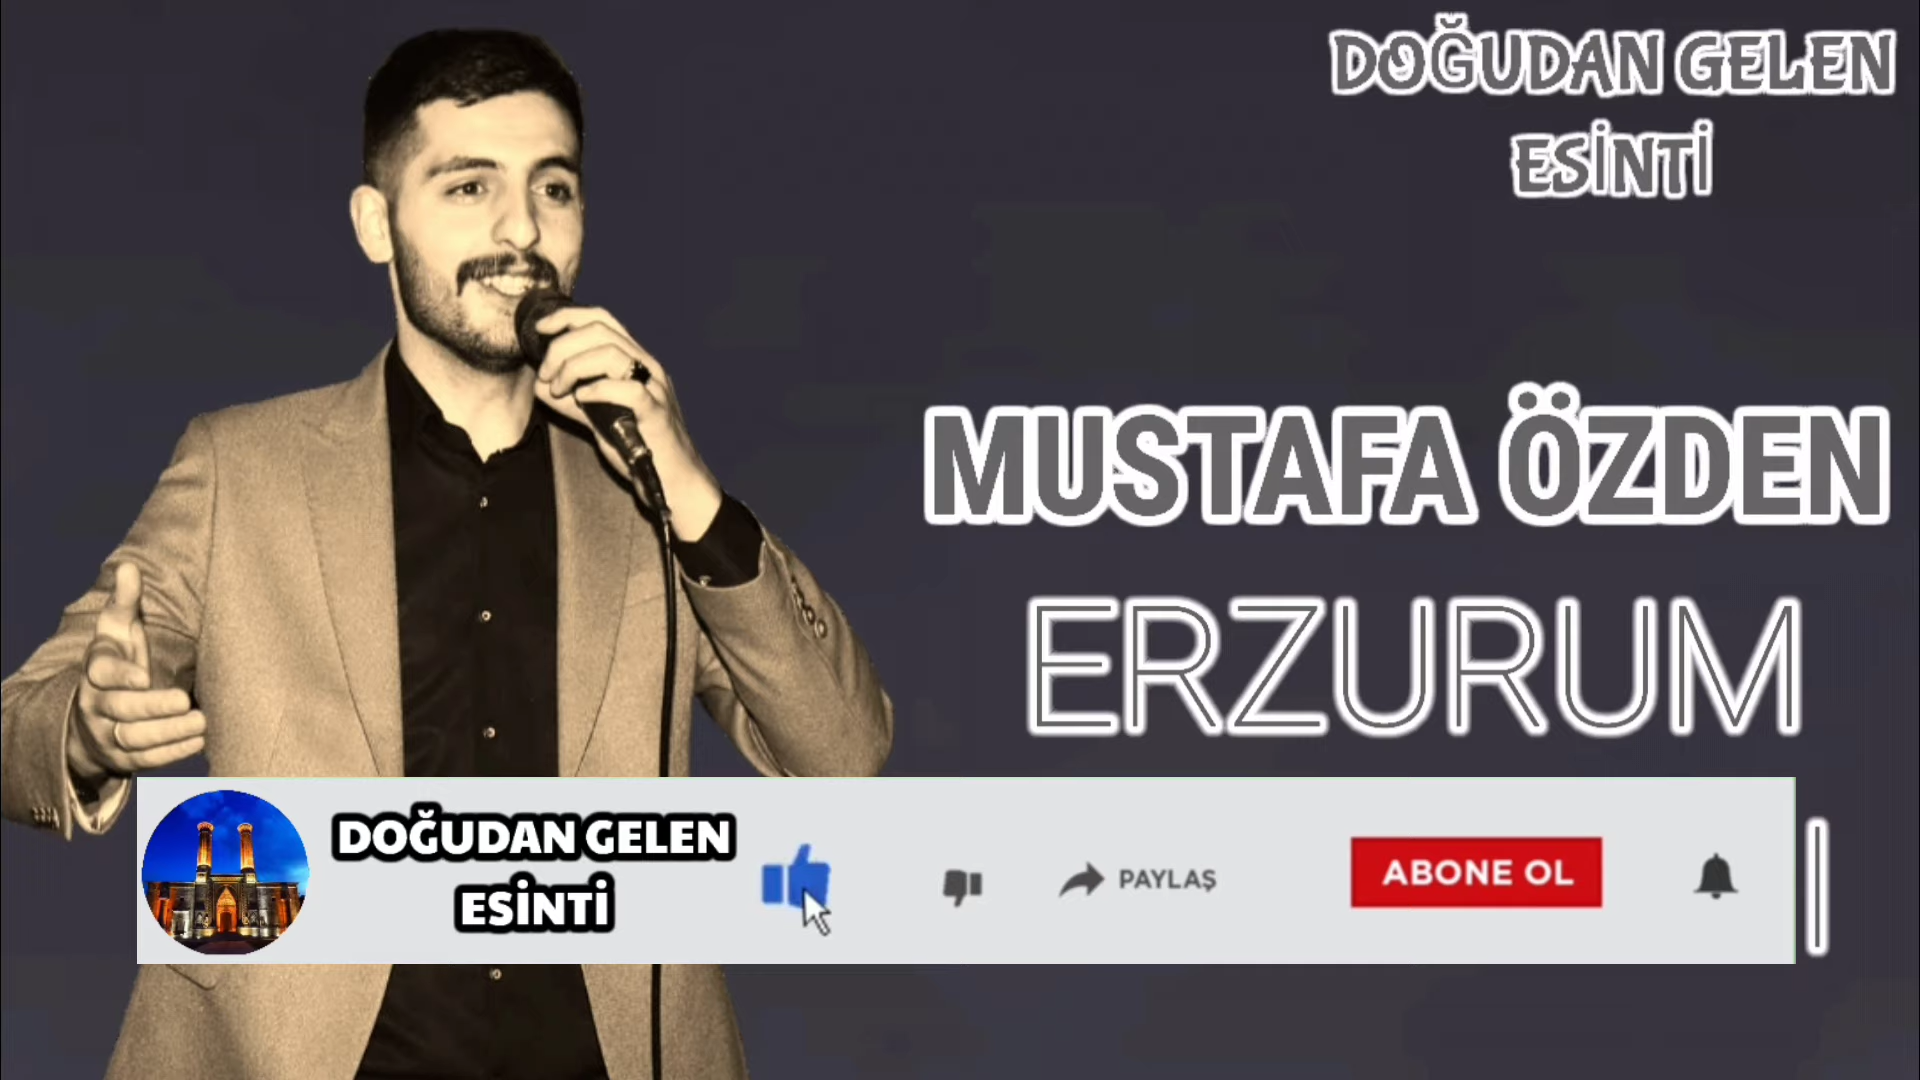 DOĞUDAN GELEN
ESİNTİ
MUSTAFA ÖZDEN
ERZURUM
DOĞUDAN GELEN
ESİNTİ
PAYLAŞ
ABONE OL